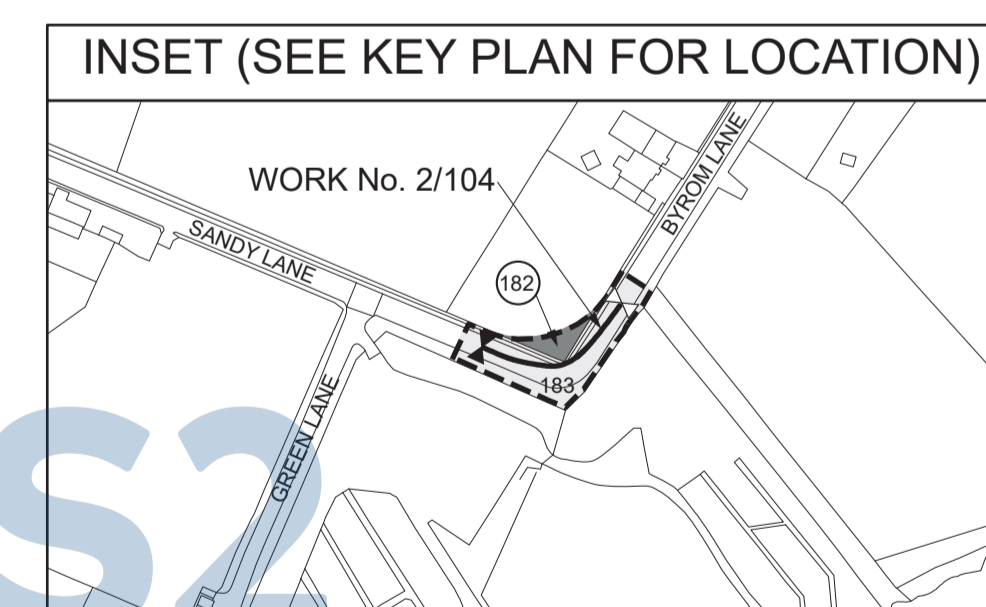 INSET (SEE KEY PLAN FOR LOCATION)
WORK No. 2/104
BYROM LANE
SANDY LANE
182
183
GREEN LANE
S2